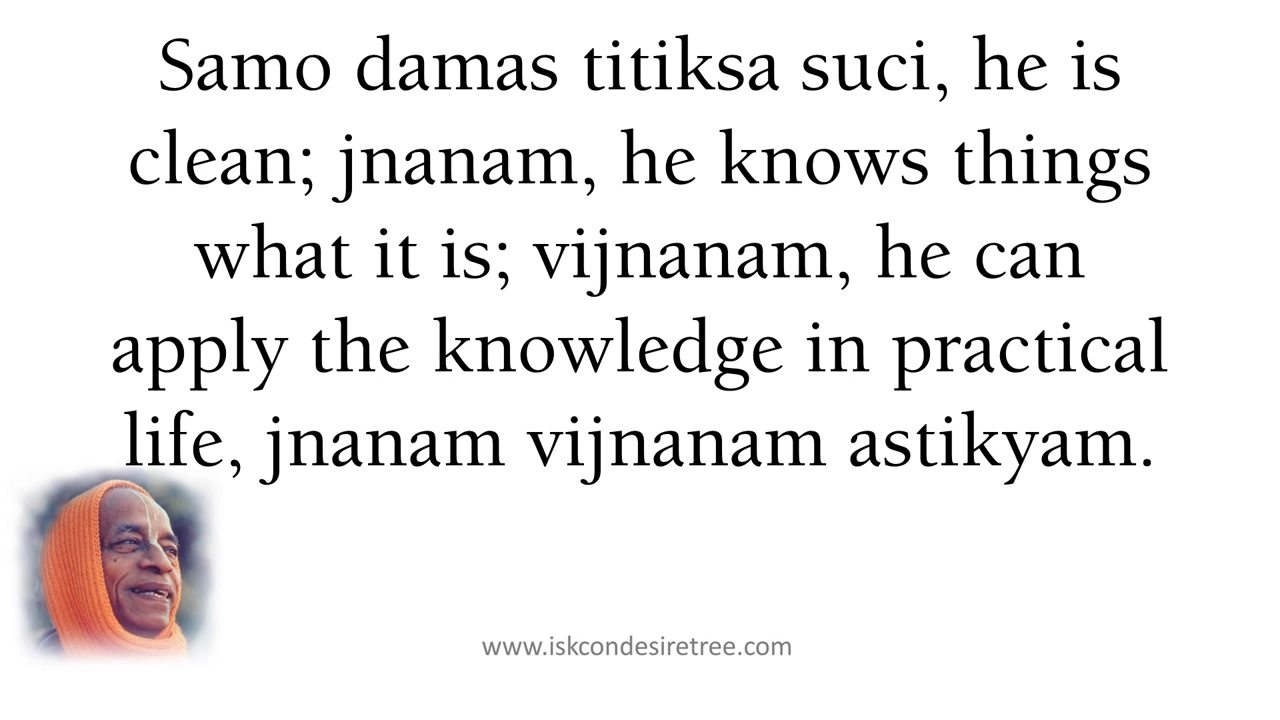 Samo damas titiksa suci, he is
clean; jnanam, he knows things
what it is; vijnanam, he can
apply the knowledge in practical
life, jnanam vijnanam astikyam.
www.iskcondesiretree.com